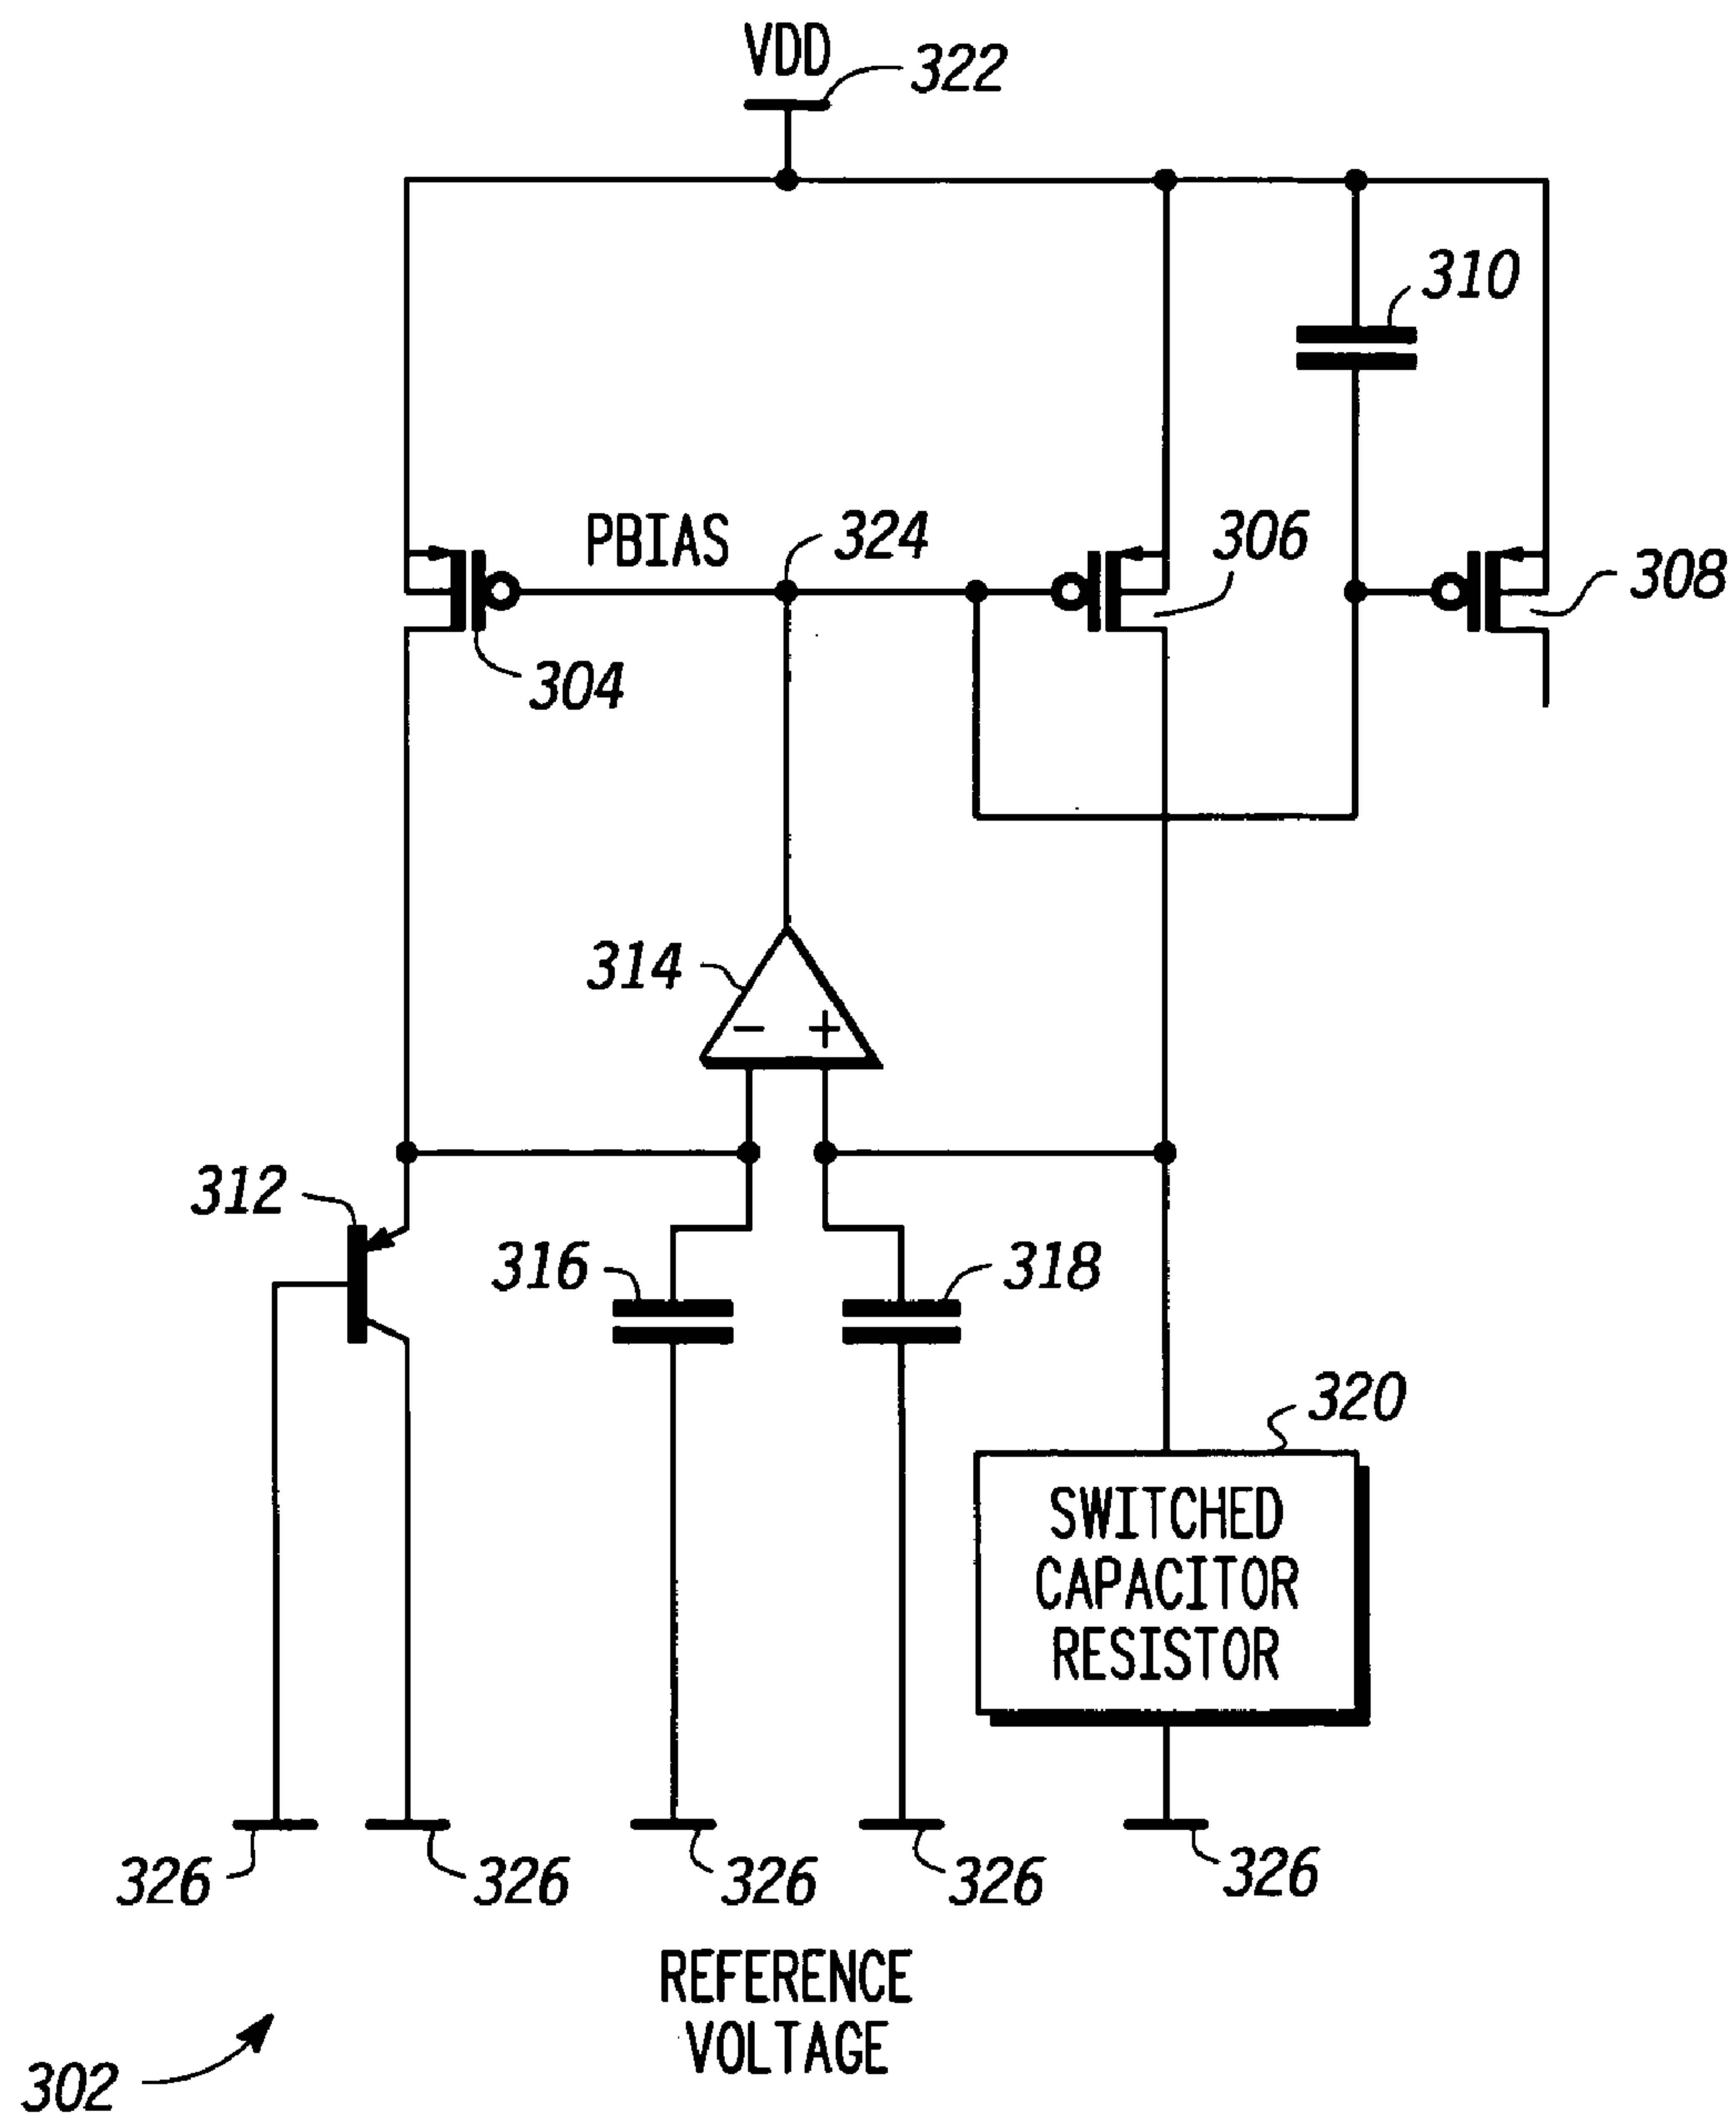 VDD
322
310
PBIAS
324
306
308
304
314
- +
312
316
318
320
SWITCHED
CAPACITOR
RESISTOR
326
326
326
326
326
REFERENCE
VOLTAGE
302